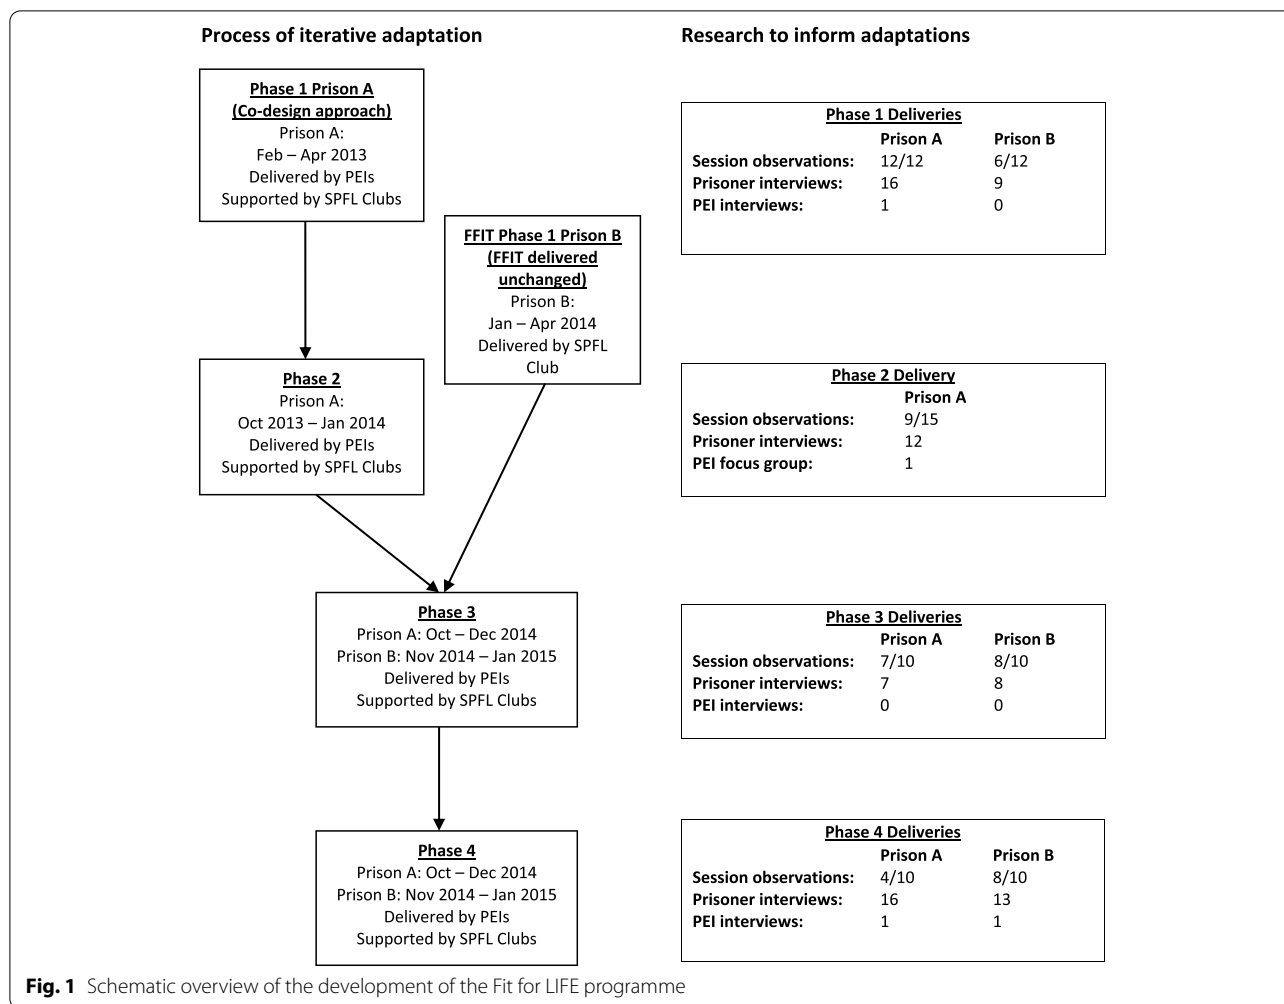 Process of iterative adaptation
Phase 1 Prison A
(Co-design approach)
Prison A:
Feb – Apr 2013
Delivered by PEIs
Supported by SPFL Clubs
FFIT Phase 1 Prison B
(FFIT delivered
unchanged)
Prison B:
Jan – Apr 2014
Delivered by SPFL
Club
Phase 2
Prison A:
Oct 2013 – Jan 2014
Delivered by PEIs
Supported by SPFL Clubs
Phase 3
Prison A: Oct – Dec 2014
Prison B: Nov 2014 – Jan 2015
Delivered by PEIs
Supported by SPFL Clubs
Phase 4
Prison A: Oct – Dec 2014
Prison B: Nov 2014 – Jan 2015
Delivered by PEIs
Supported by SPFL Clubs
Research to inform adaptations
Phase 1 Deliveries
Prison A Prison B
Session observations: 12/12 6/12
Prisoner interviews: 16 9
PEI interviews: 1 0
Phase 2 Delivery
Prison A
Session observations: 9/15
Prisoner interviews: 12
PEI focus group: 1
Phase 3 Deliveries
Prison A Prison B
Session observations: 7/10 8/10
Prisoner interviews: 7 8
PEI interviews: 0 0
Phase 4 Deliveries
Prison A Prison B
Session observations: 4/10 8/10
Prisoner interviews: 16 13
PEI interviews: 1 1
Fig. 1 Schematic overview of the development of the Fit for LIFE programme